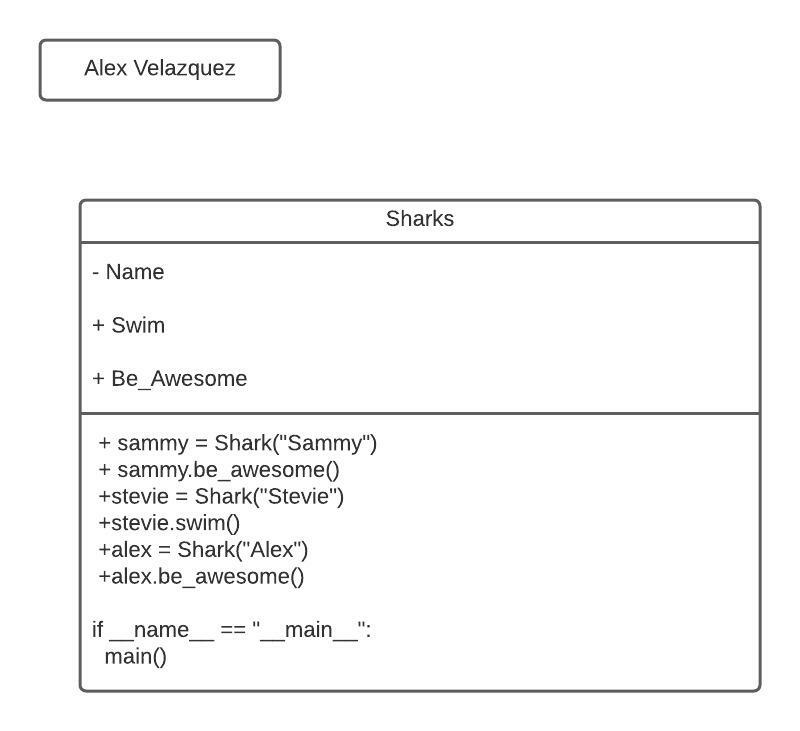 Alex Velazquez
Sharks
- Name
+ Swim
+ Be_Awesome
+ sammy = Shark("Sammy")
+ sammy.be_awesome()
+stevie = Shark("Stevie")
+stevie.swim()
+alex = Shark("Alex")
+alex.be_awesome()
if __name__ == "__main__":
main()